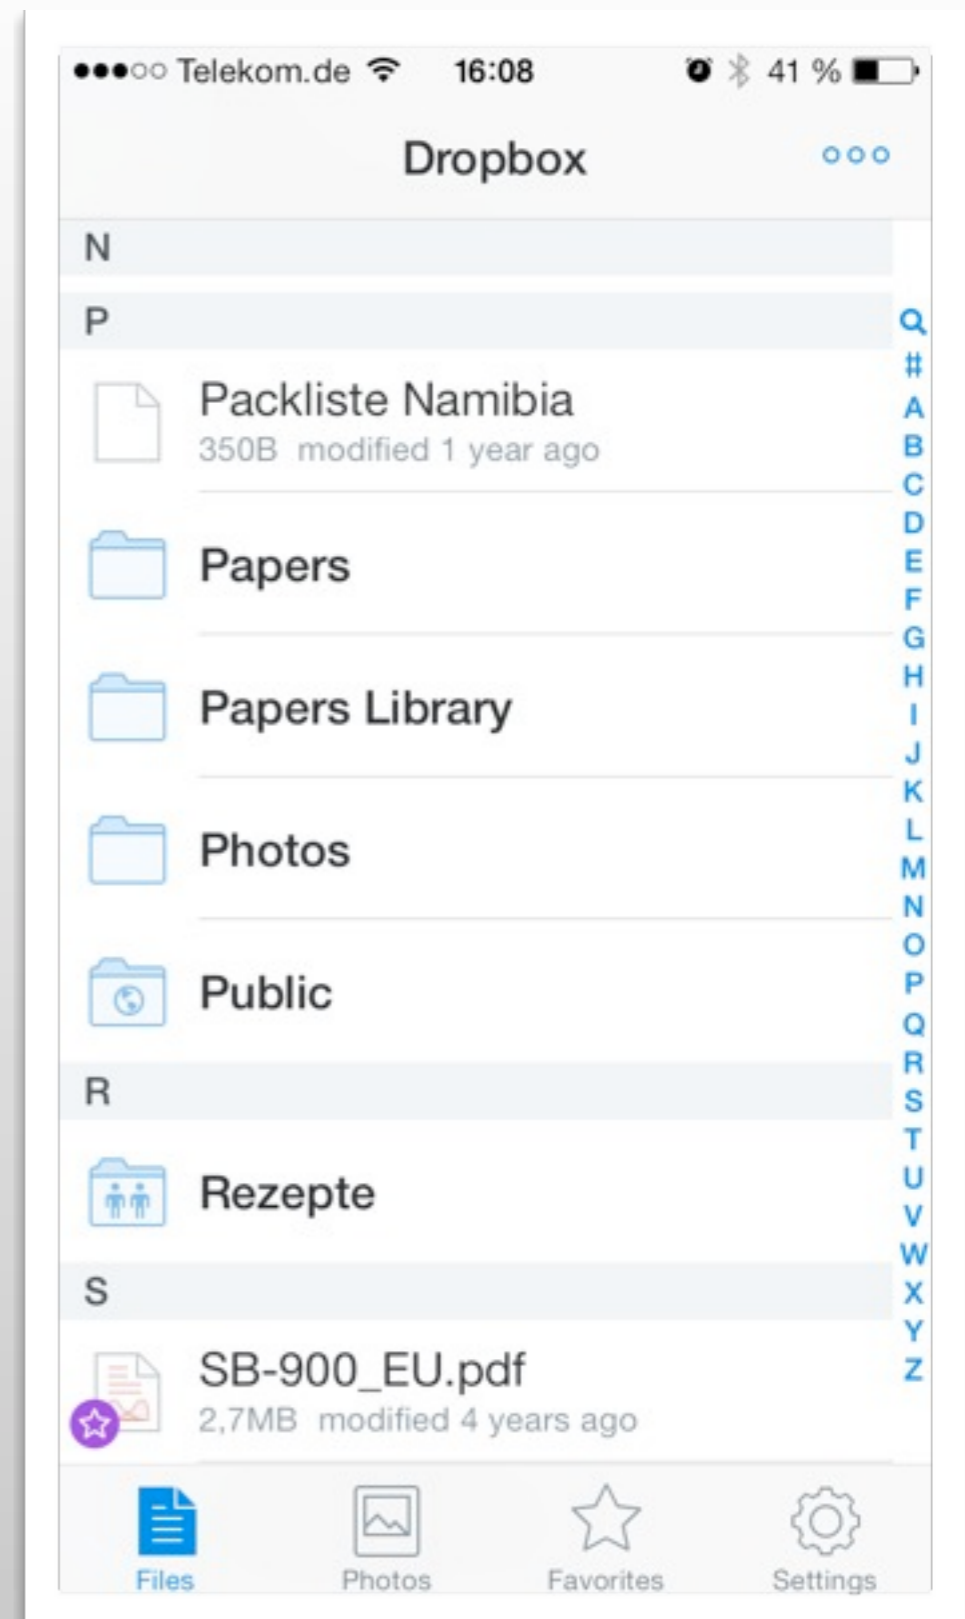 Telekom.de 16:08 41 %
Dropbox
N
P
Packliste Namibia
350B modified 1 year ago
Papers
Papers Library
Photos
Public
R
Rezepte
S
SB-900_EU.pdf
2,7MB modified 4 years ago
#
A
B
C
D
E
F
G
H
I
J
K
L
M
N
O
P
Q
R
S
T
U
V
W
X
Y
Z
Files Photos Favorites Settings